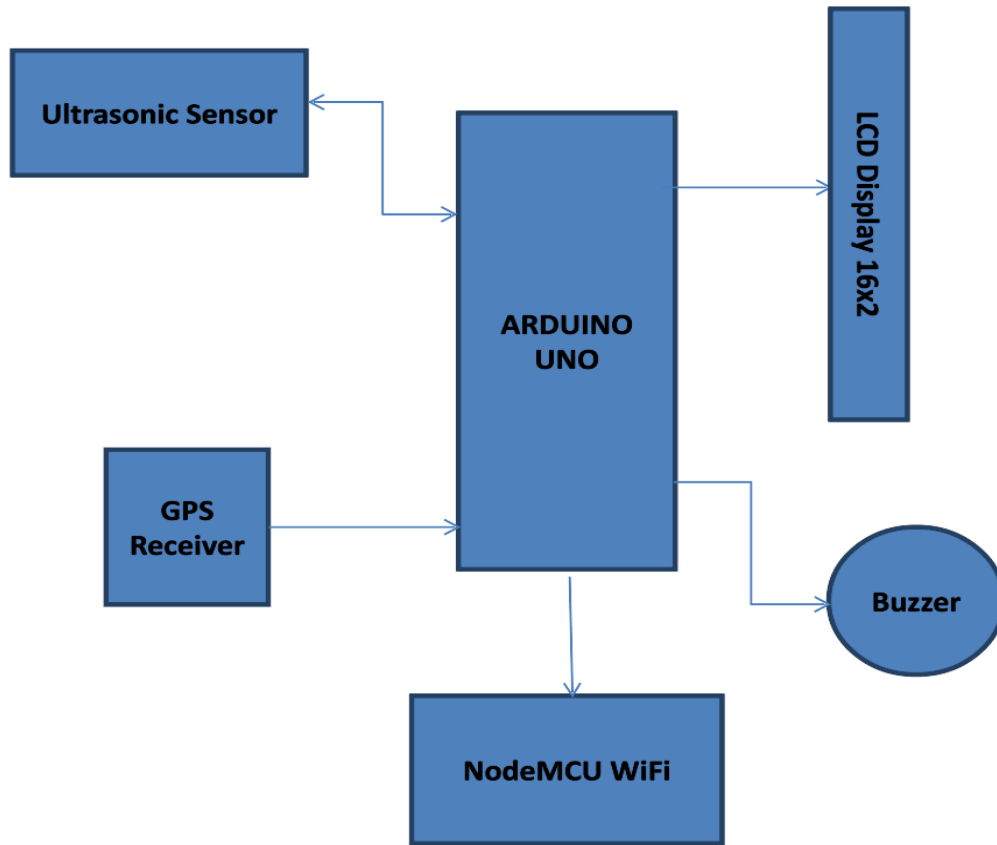 Ultrasonic Sensor
LCD Display 16x2
ARDUINO
UNO
GPS
Receiver
Buzzer
NodeMCU WiFi